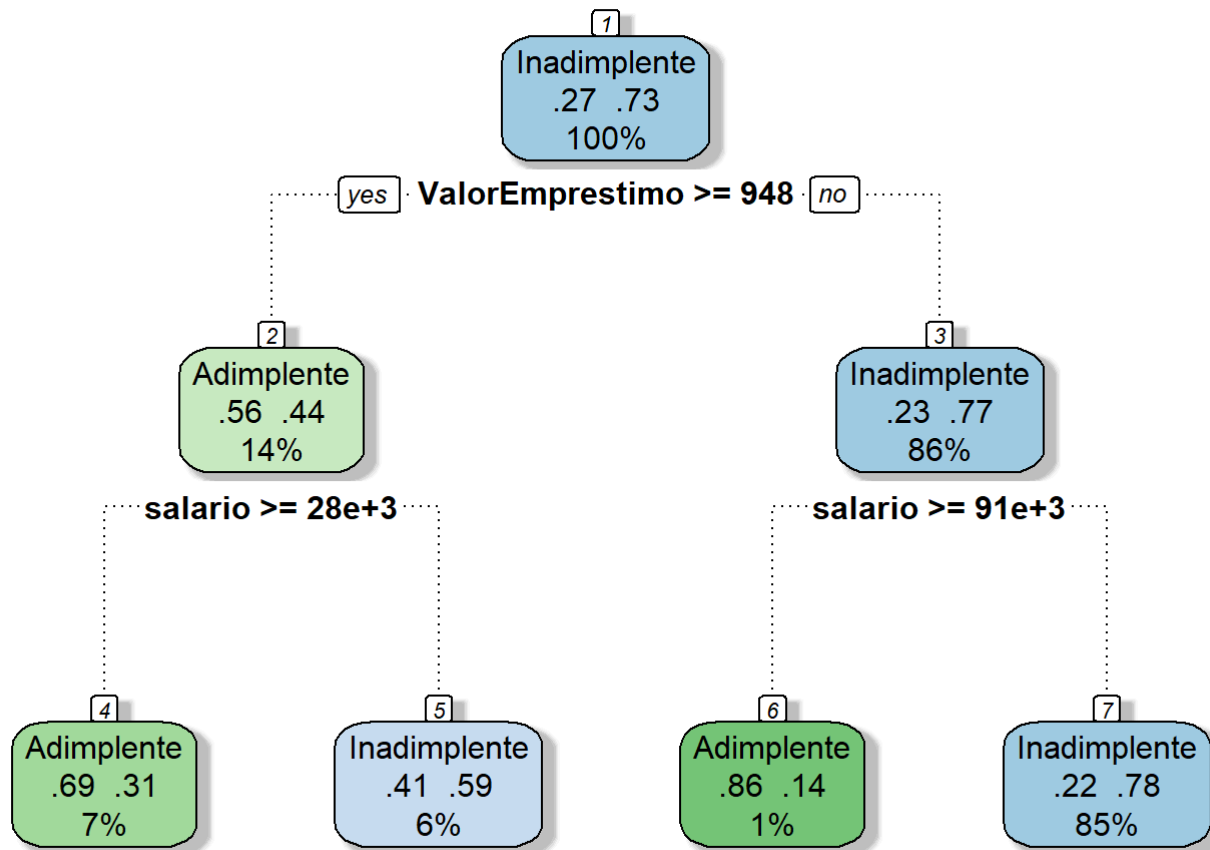 1
Inadimplente
.27 .73
100%
yes ValorEmprestimo >= 948 no
2
Adimplente
.56 .44
14%
3
Inadimplente
.23 .77
86%
salario >= 28e+3
salario >= 91e+3
4
Adimplente
.69 .31
7%
5
Inadimplente
.41 .59
6%
6
Adimplente
.86 .14
1%
7
Inadimplente
.22 .78
85%